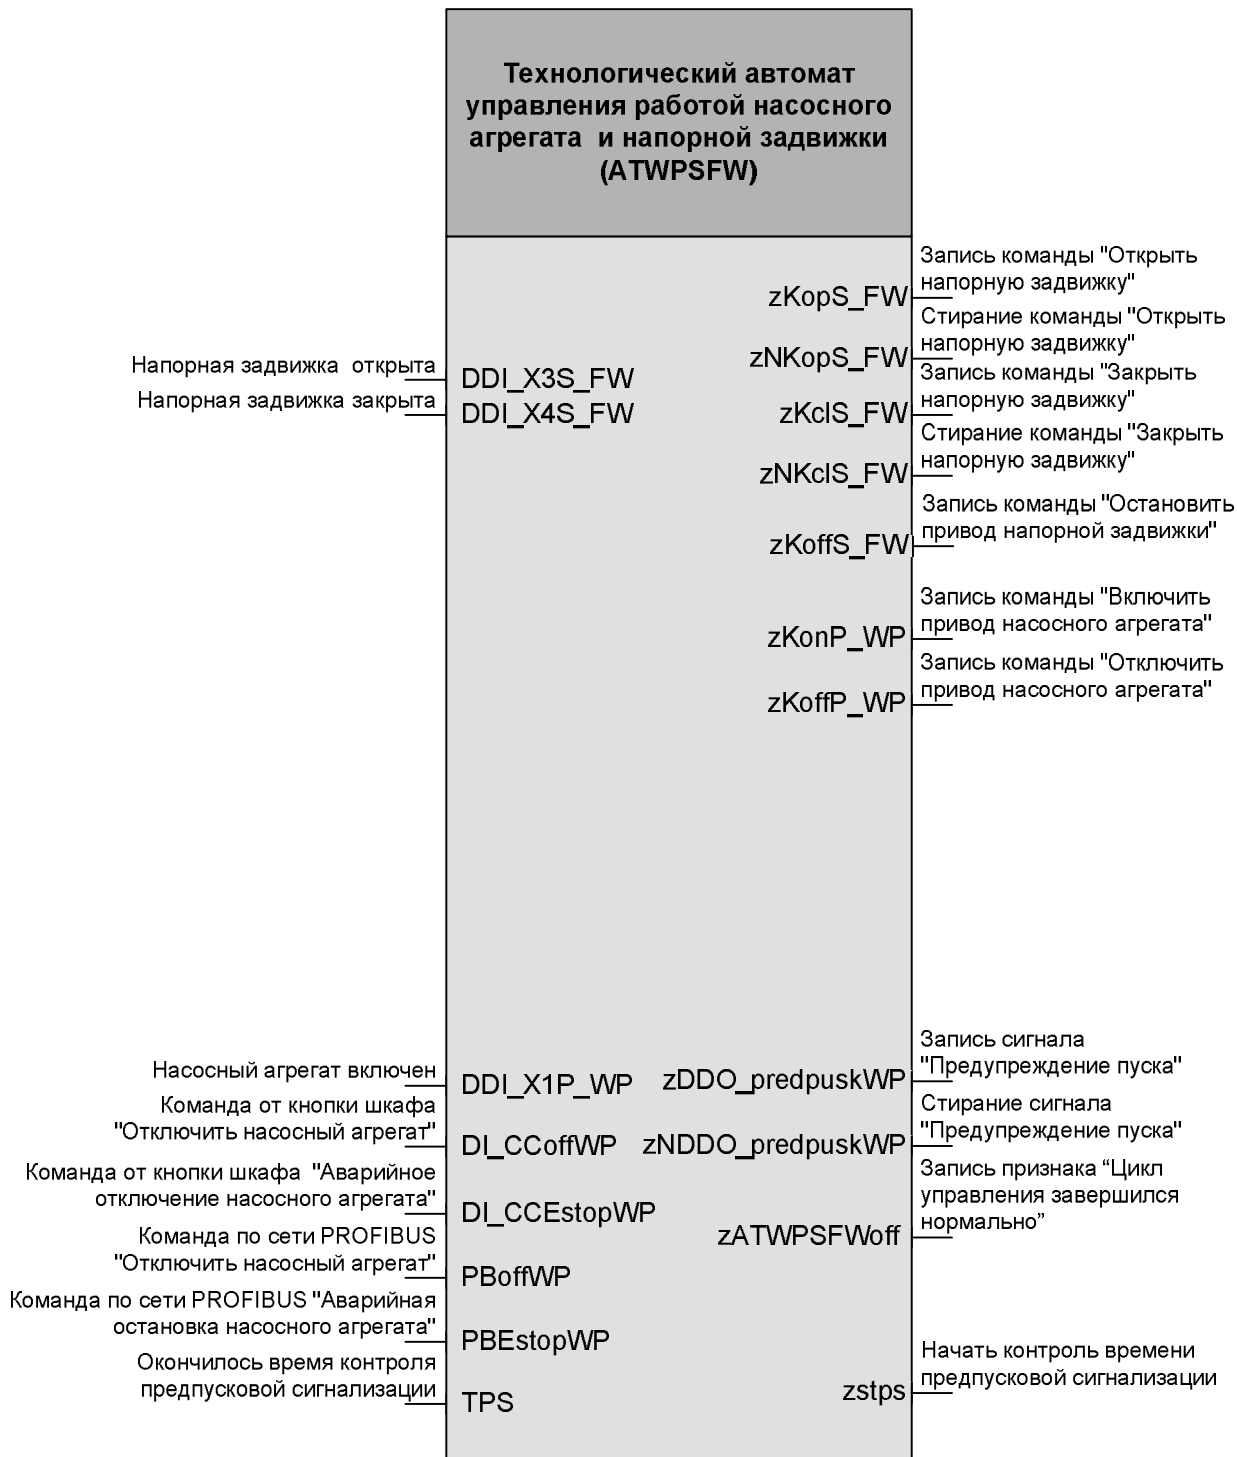 Технологический автомат
управления работой насосного
агрегата и напорной задвижки
(ATWPSFW)
Напорная задвижка открыта
DDI_X3S_FW
Напорная задвижка закрыта
DDI_X4S_FW
zKopS_FW
Запись команды "Открыть
напорную задвижку"
zNKopS_FW
Стирание команды "Открыть
напорную задвижку"
zKclS_FW
Запись команды "Закрыть
напорную задвижку"
zNKclS_FW
Стирание команды "Закрыть
напорную задвижку"
zKoffS_FW
Запись команды "Остановить
привод напорной задвижки"
zKonP_WP
Запись команды "Включить
привод насосного агрегата"
zKoffP_WP
Запись команды "Отключить
привод насосного агрегата"
Насосный агрегат включен
DDI_X1P_WP
Команда от кнопки шкафа
"Отключить насосный агрегат"
DI_CCoffWP
Команда от кнопки шкафа "Аварийное
отключение насосного агрегата"
DI_CCEstopWP
Команда по сети PROFIBUS
"Отключить насосный агрегат"
PBoffWP
Команда по сети PROFIBUS "Аварийная
остановка насосного агрегата"
PBEstopWP
Окончилось время контроля
предпусковой сигнализации
TPS
zDDO_predpuskWP
Запись сигнала
"Предупреждение пуска"
zNDDO_predpuskWP
Стирание сигнала
"Предупреждение пуска"
zATWPSFWoff
Запись признака “Цикл
управления завершился
нормально”
zstps
Начать контроль времени
предпусковой сигнализации